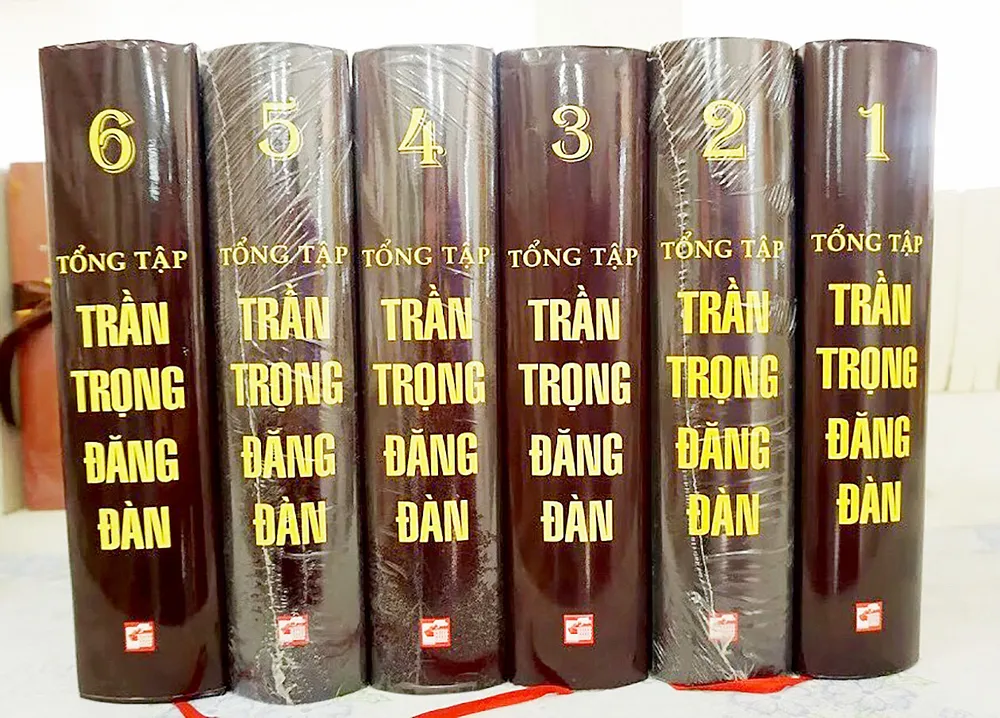 6
TỔNG TẬP
TRẦN
TRỌNG
ĐĂNG
ĐÀN
5
TỔNG TẬP
TRẦN
TRỌNG
ĐĂNG
ĐÀN
4
TỔNG TẬP
TRẦN
TRỌNG
ĐĂNG
ĐÀN
3
TỔNG TẬP
TRẦN
TRỌNG
ĐĂNG
ĐÀN
2
TỔNG TẬP
TRẦN
TRỌNG
ĐĂNG
ĐÀN
1
TỔNG TẬP
TRẦN
TRỌNG
ĐĂNG
ĐÀN